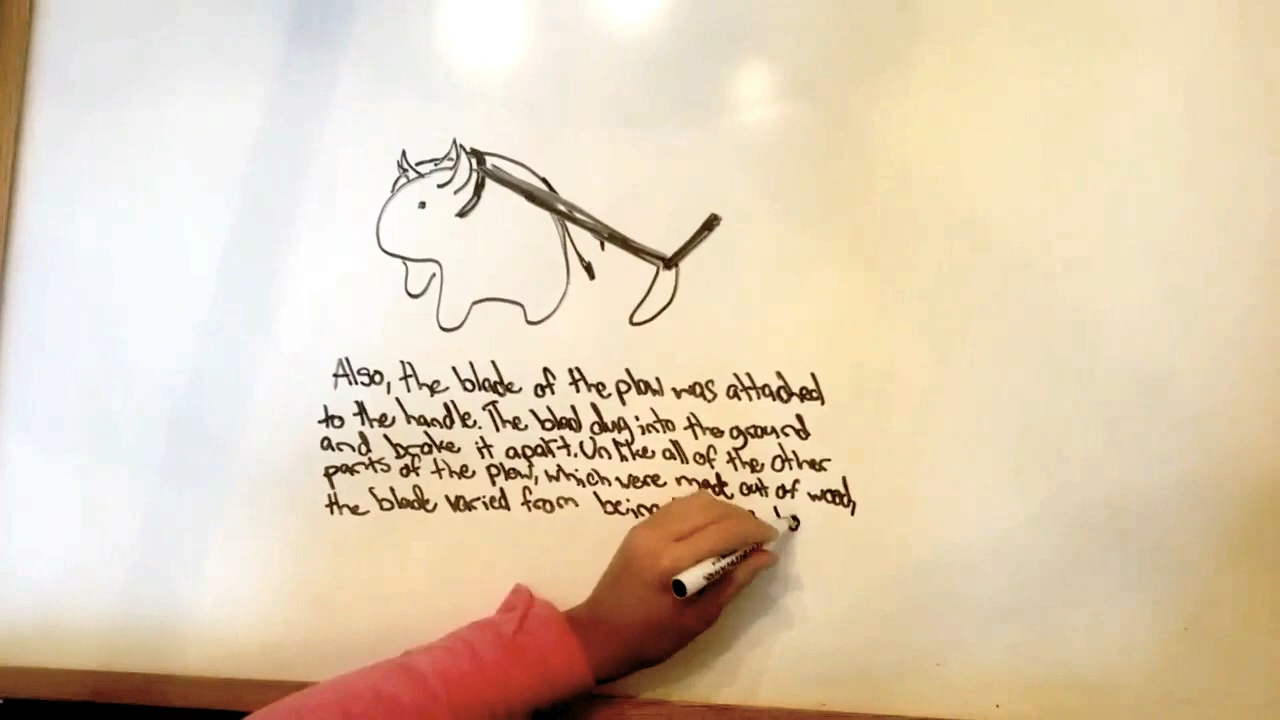 Also, the blade of the plow was attached
to the handle. The blad dug into the ground
and broke it apart. Unlike all of the other
parts of the plow, which were made out of wood,
the blade varied from being